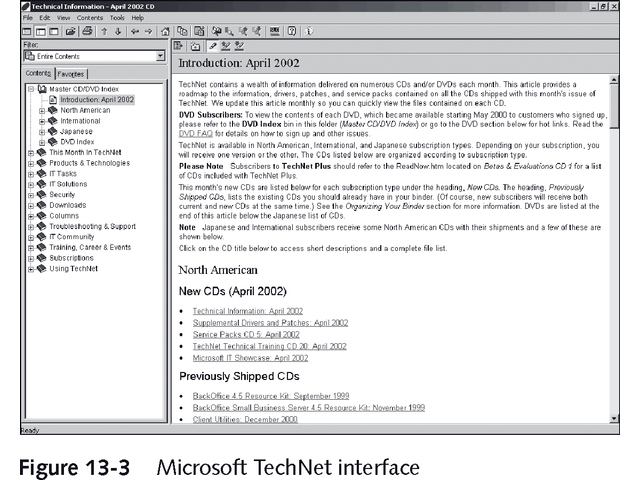 Technical Information - April 2002 CD
File Edit View Contents Tools Help
Filter:
Entire Contents
Contents Favorites
Master CD/DVD Index
Introduction: April 2002
North American
International
Japanese
DVD Index
This Month In TechNet
Products & Technologies
IT Tasks
IT Solutions
Security
Downloads
Columns
Troubleshooting & Support
IT Community
Training, Career & Events
Subscriptions
Using TechNet
Introduction: April 2002
TechNet contains a wealth of information delivered on numerous CDs and/or DVDs each month. This article provides a
roadmap to the information, drivers, patches, and service packs contained on all the CDs shipped with this month's issue of
TechNet. We update this article monthly so you can quickly view the files contained on each CD.
DVD Subscribers: To view the contents of each DVD, which became available starting May 2000 to customers who signed up,
please refer to the DVD Index bin in this folder (Master CD/DVD Index) or go to the DVD section below for hot links. Read the
DVD FAQ for details on how to sign up and other issues.
TechNet is available in North American, International, and Japanese subscription types. Depending on your subscription, you
will receive one version or the other. The CDs listed below are organized according to subscription type.
Please Note Subscribers to TechNet Plus should refer to the ReadNow.htm located on Betas & Evaluations CD 1 for a list
of CDs included with TechNet Plus.
This month's new CDs are listed below for each subscription type under the heading, New CDs. The heading, Previously
Shipped CDs, lists the existing CDs you should already have in your binder. (Of course, new subscribers will receive both
current and new CDs at the same time.) See the Organizing Your Binder section for more information. DVDs are listed at the
end of this article below the Japanese list of CDs.
Note Japanese and International subscribers receive some North American CDs with their shipments and a few of these are
shown below.
Click on the CD title below to access short descriptions and a complete file list.
North American
New CDs (April 2002)
• Technical Information: April 2002
• Supplemental Drivers and Patches: April 2002
• Service Packs CD 5: April 2002
• TechNet Technical Training CD 20: April 2002
• Microsoft IT Showcase: April 2002
Previously Shipped CDs
• BackOffice 4.5 Resource Kit: September 1999
• BackOffice Small Business Server 4.5 Resource Kit: November 1999
• Client Utilities: December 2000
Ready
Figure 13-3 Microsoft TechNet interface